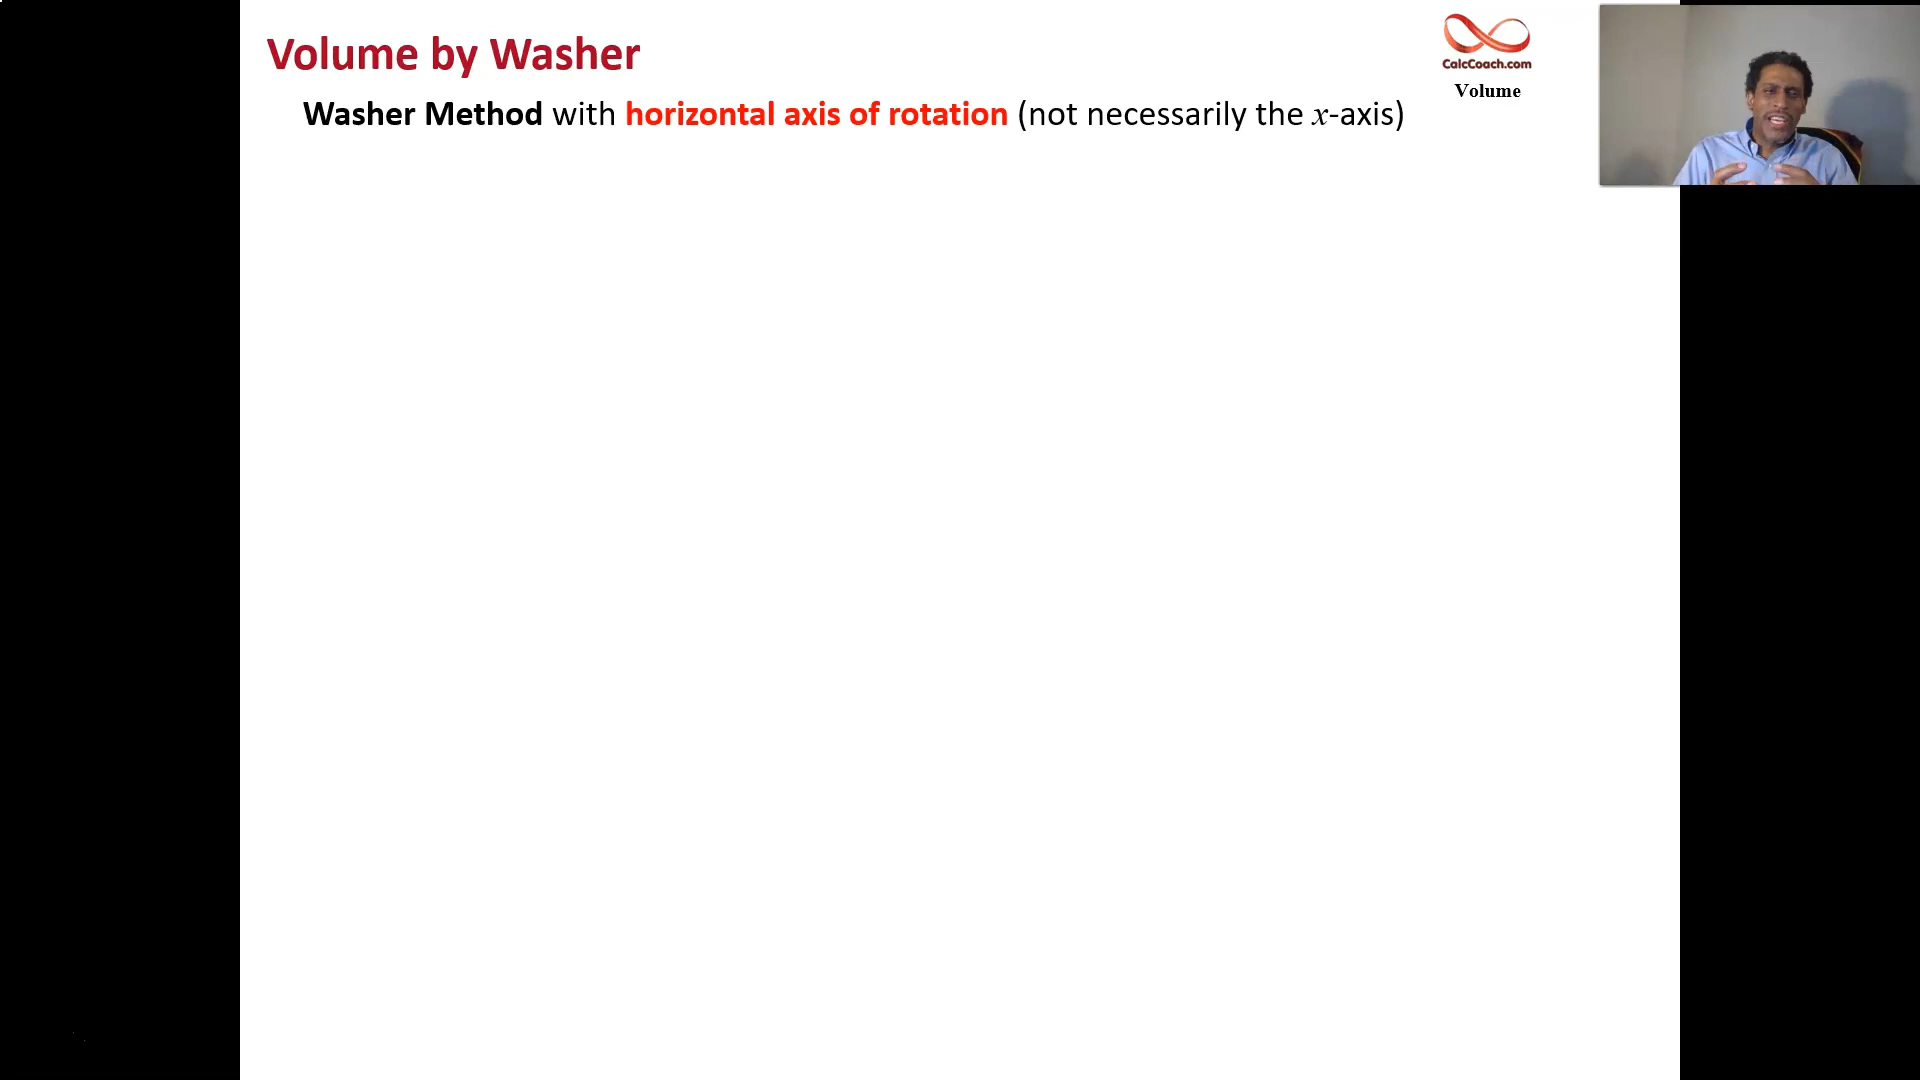 Volume by Washer
Washer Method with horizontal axis of rotation (not necessarily the x-axis)
CalcCoach.com
Volume